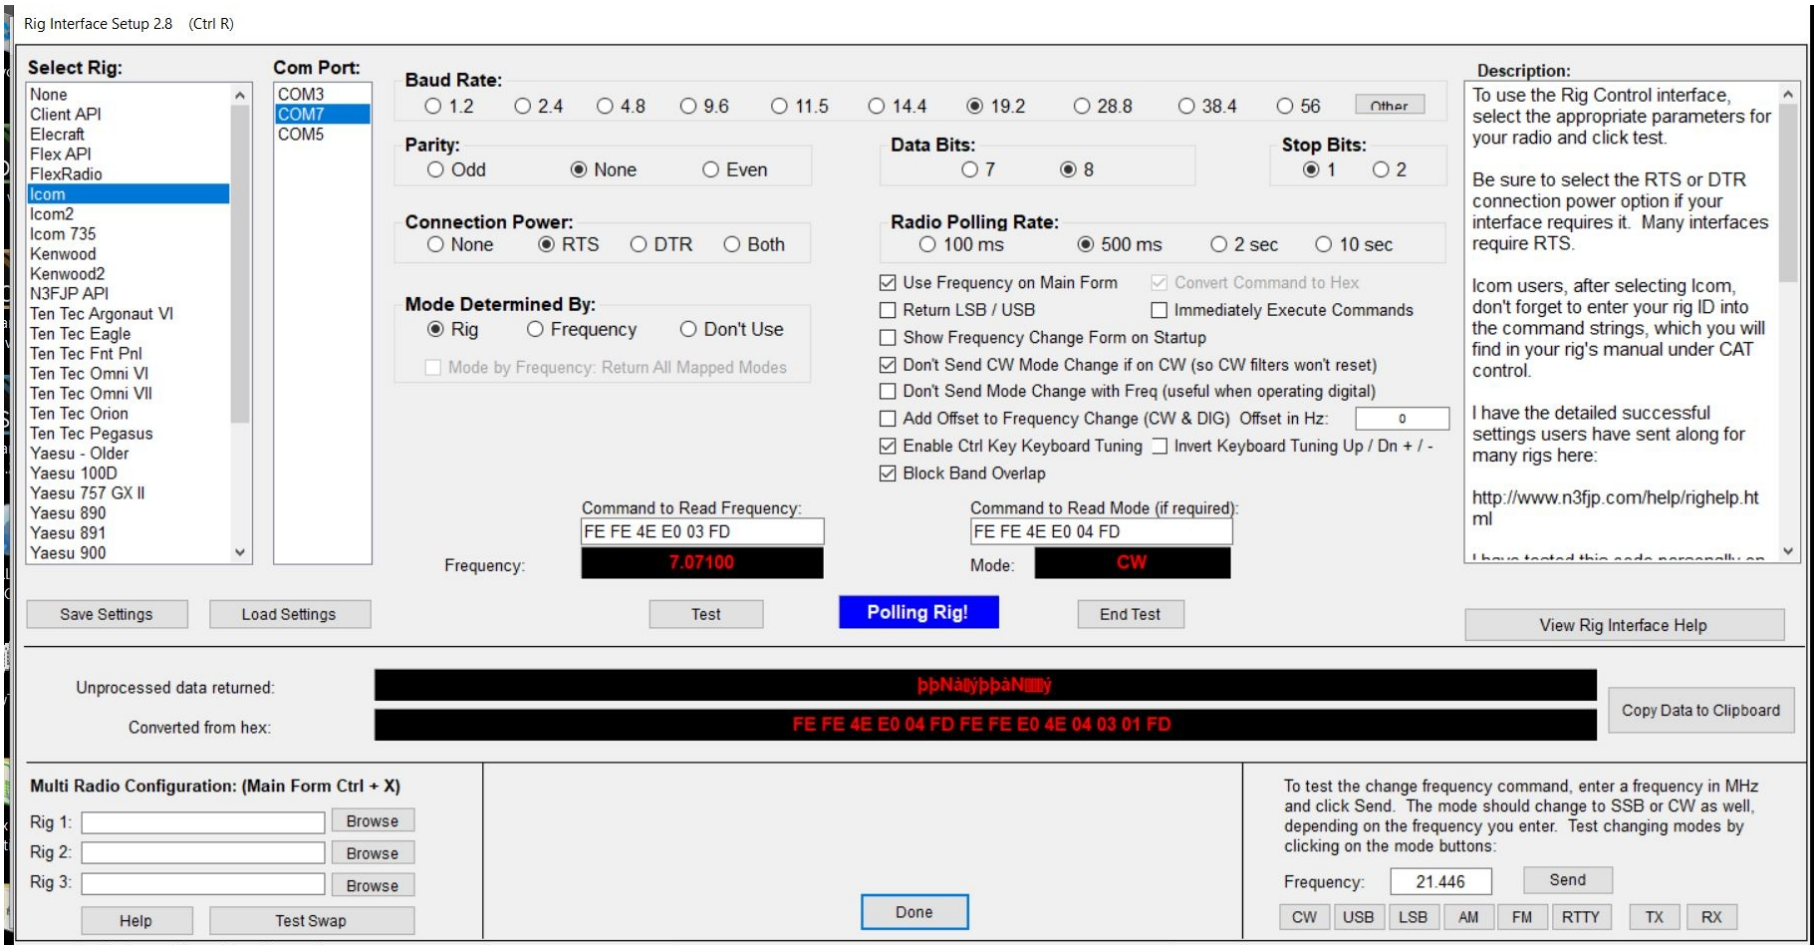 Rig Interface Setup 2.8 (Ctrl R)
Select Rig:
None
Client API
Elecraft
Flex API
FlexRadio
Icom
Icom2
Icom 735
Kenwood
Kenwood2
N3FJP API
Ten Tec Argonaut VI
Ten Tec Eagle
Ten Tec Fnt Pnl
Ten Tec Omni VI
Ten Tec Omni VII
Ten Tec Orion
Ten Tec Pegasus
Yaesu - Older
Yaesu 100D
Yaesu 757 GX II
Yaesu 890
Yaesu 891
Yaesu 900
Com Port:
COM3
COM7
COM5
Baud Rate:
1.2 2.4 4.8 9.6 11.5 14.4 19.2 28.8 38.4 56 Other
Parity:
Odd None Even
Data Bits:
7 8
Stop Bits:
1 2
Connection Power:
None RTS DTR Both
Radio Polling Rate:
100 ms 500 ms 2 sec 10 sec
Mode Determined By:
Rig Frequency Don't Use
Mode by Frequency: Return All Mapped Modes
Use Frequency on Main Form Convert Command to Hex
Return LSB / USB Immediately Execute Commands
Show Frequency Change Form on Startup
Don't Send CW Mode Change if on CW (so CW filters won't reset)
Don't Send Mode Change with Freq (useful when operating digital)
Add Offset to Frequency Change (CW & DIG) Offset in Hz: 0
Enable Ctrl Key Keyboard Tuning Invert Keyboard Tuning Up / Dn + / -
Block Band Overlap
Command to Read Frequency:
FE FE 4E E0 03 FD
Frequency: 7.07100
Command to Read Mode (if required):
FE FE 4E E0 04 FD
Mode: CW
Description:
To use the Rig Control interface,
select the appropriate parameters for
your radio and click test.
Be sure to select the RTS or DTR
connection power option if your
interface requires it. Many interfaces
require RTS.
Icom users, after selecting Icom,
don't forget to enter your rig ID into
the command strings, which you will
find in your rig's manual under CAT
control.
I have the detailed successful
settings users have sent along for
many rigs here:
http://www.n3fjp.com/help/righelp.ht
ml
Save Settings Load Settings Test Polling Rig! End Test View Rig Interface Help
Unprocessed data returned:
Converted from hex: FE FE 4E E0 04 FD FE FE E0 4E 04 03 01 FD
Copy Data to Clipboard
Multi Radio Configuration: (Main Form Ctrl + X)
Rig 1: Browse
Rig 2: Browse
Rig 3: Browse
Help Test Swap
Done
To test the change frequency command, enter a frequency in MHz
and click Send. The mode should change to SSB or CW as well,
depending on the frequency you enter. Test changing modes by
clicking on the mode buttons:
Frequency: 21.446 Send
CW USB LSB AM FM RTTY TX RX